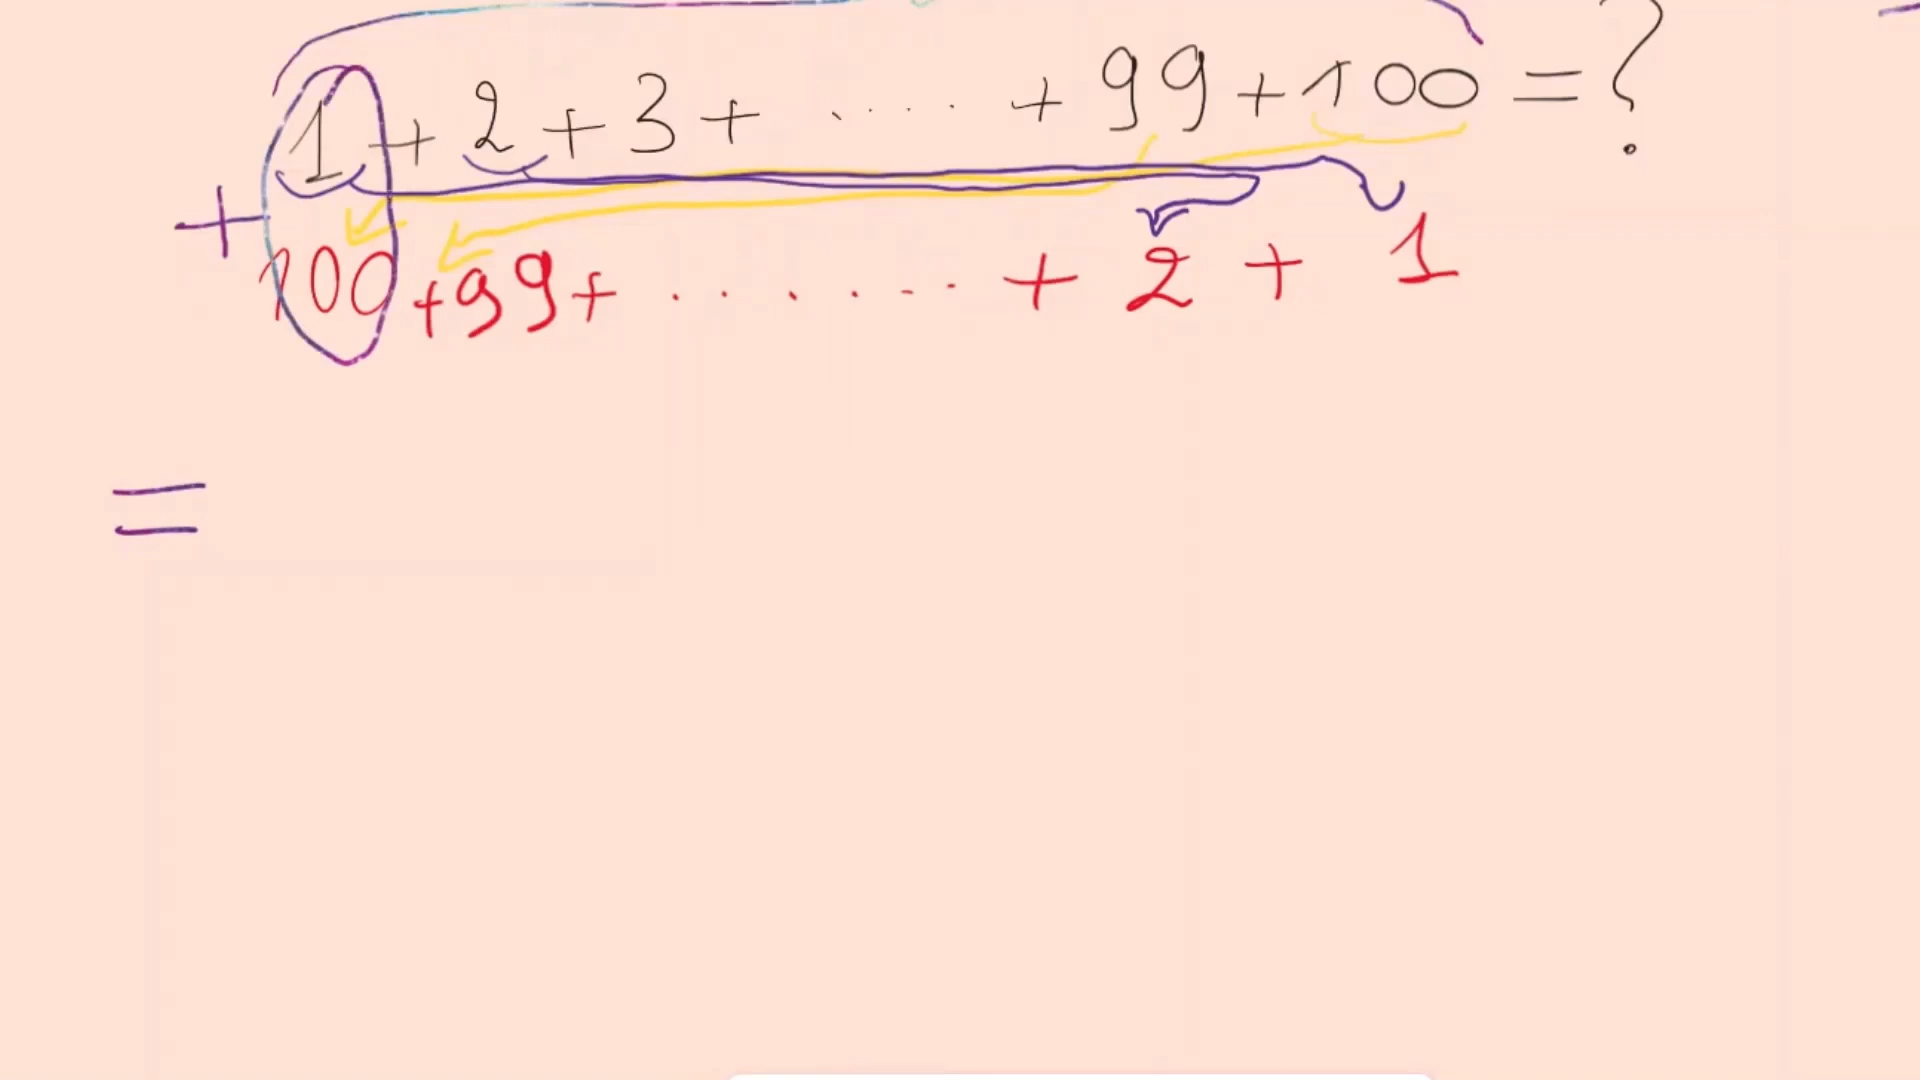 1 + 2 + 3 + ..... + 99 + 100 = ?
+
100 + 99 + ....... + 2 + 1
=